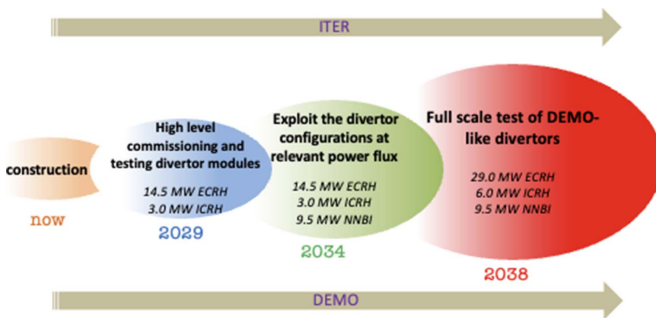 ITER
construction
now
High level
commissioning and
testing divertor modules
14.5 MW ECRH
3.0 MW ICRH
2029
Exploit the divertor
configurations at
relevant power flux
14.5 MW ECRH
3.0 MW ICRH
9.5 MW NNBI
2034
Full scale test of DEMO-
like divertors
29.0 MW ECRH
6.0 MW ICRH
9.5 MW NNBI
2038
DEMO